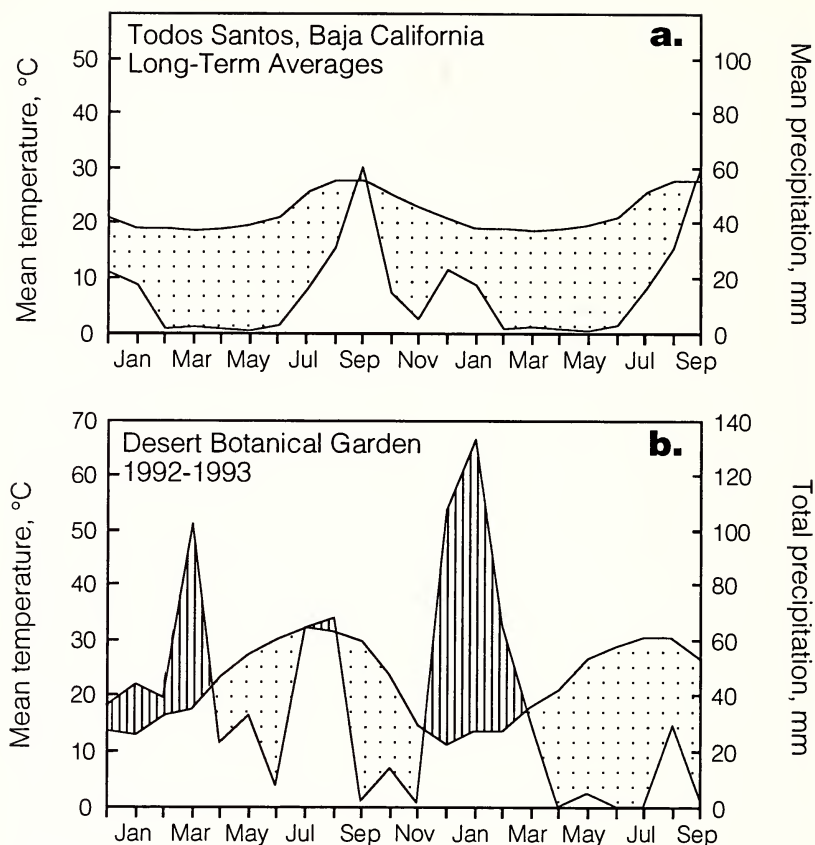 Todos Santos, Baja California
Long-Term Averages
a.
Mean temperature, °C
50
40
30
20
10
0
Mean precipitation, mm
100
80
60
40
20
0
Jan Mar May Jul Sep Nov Jan Mar May Jul Sep
Desert Botanical Garden
1992-1993
b.
Mean temperature, °C
70
60
50
40
30
20
10
0
Total precipitation, mm
140
120
100
80
60
40
20
0
Jan Mar May Jul Sep Nov Jan Mar May Jul Sep